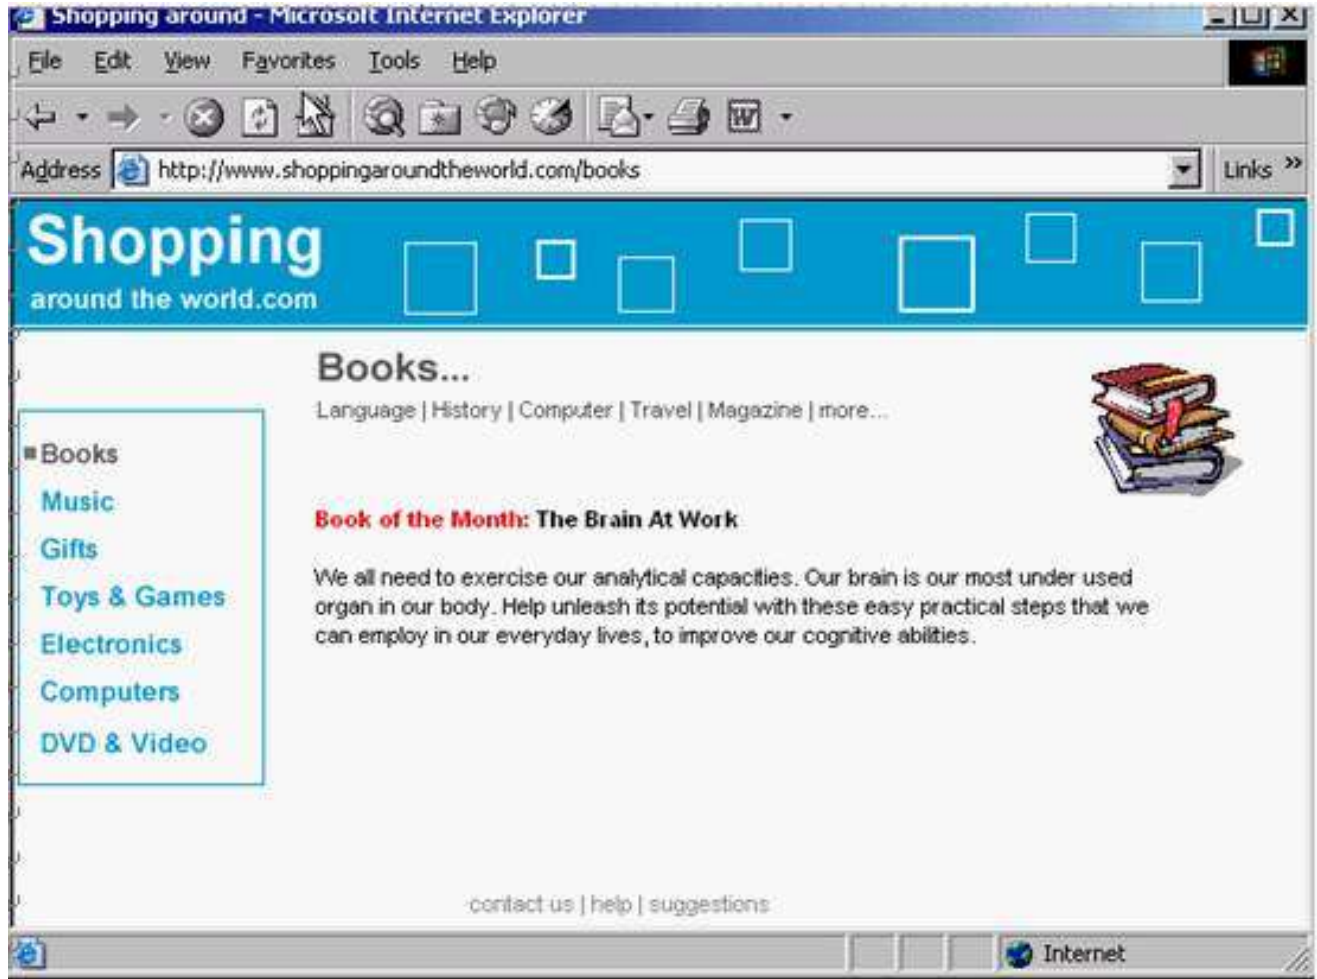 Shopping around - Microsoft Internet Explorer
File Edit View Favorites Tools Help
Address http://www.shoppingaroundtheworld.com/books Links »
Shopping
around the world.com
Books...
Language | History | Computer | Travel | Magazine | more...
Books
Music
Gifts
Toys & Games
Electronics
Computers
DVD & Video
Book of the Month: The Brain At Work
We all need to exercise our analytical capacities. Our brain is our most under used
organ in our body. Help unleash its potential with these easy practical steps that we
can employ in our everyday lives, to improve our cognitive abilities.
contact us | help | suggestions
Internet